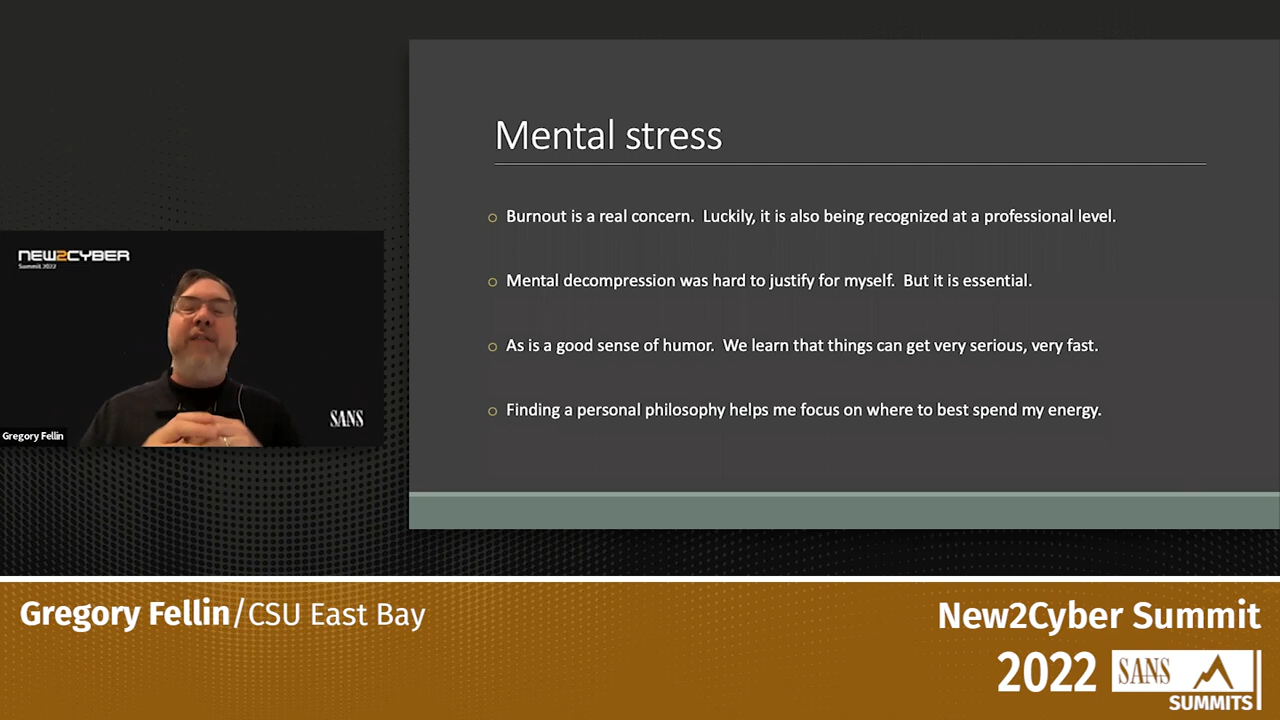 Mental stress
Burnout is a real concern.  Luckily, it is also being recognized at a professional level.
Mental decompression was hard to justify for myself.  But it is essential.
As is a good sense of humor.  We learn that things can get very serious, very fast.
Finding a personal philosophy helps me focus on where to best spend my energy.
NEW2CYBER
Summit 2022
SANS
Gregory Fellin
Gregory Fellin/CSU East Bay
New2Cyber Summit
2022
SANS
SUMMITS